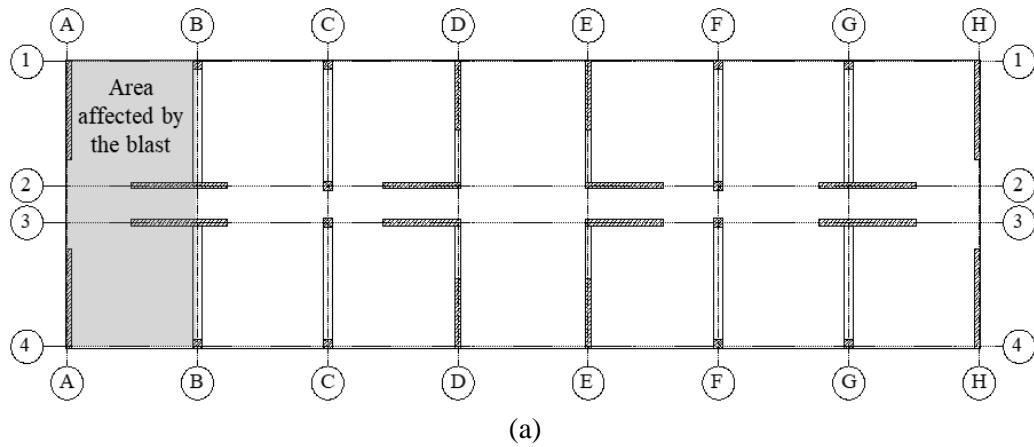 A B C D E F G H
1 1
Area
affected by
the blast
2 2
3 3
4 4
A B C D E F G H
(a)